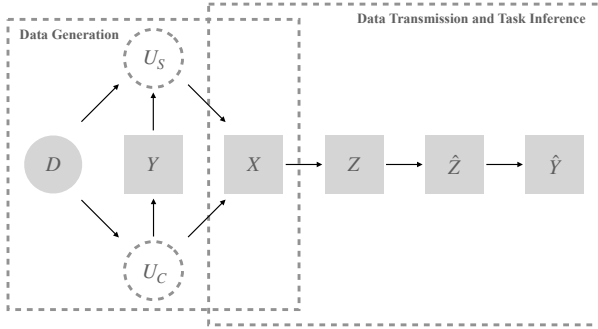 Data Transmission and Task Inference
Data Generation
U_S
D Y X Z Ẑ Ŷ
U_C